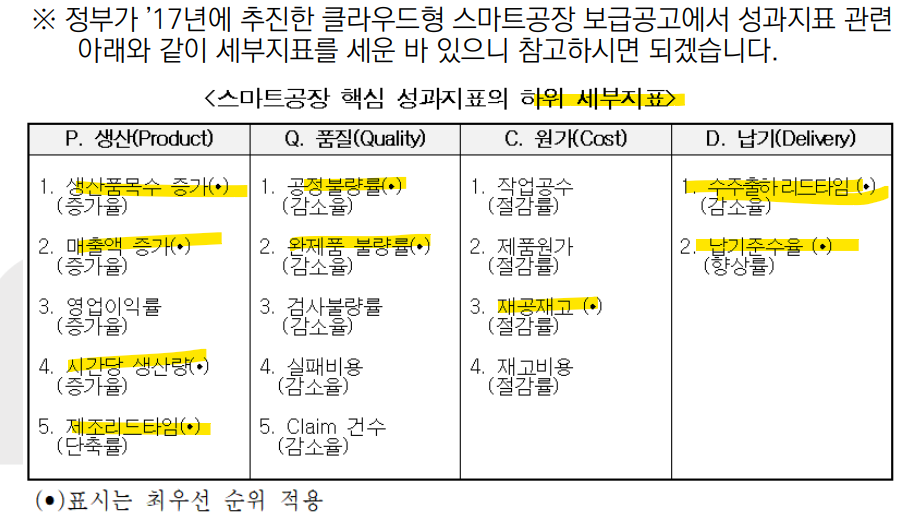 ※ 정부가 '17년에 추진한 클라우드형 스마트공장 보급공고에서 성과지표 관련
아래와 같이 세부지표를 세운 바 있으니 참고하시면 되겠습니다.
<스마트공장 핵심 성과지표의 하위 세부지표>
P. 생산(Product)
1. 생산품목수 증가(•)
(증가율)
2. 매출액 증가(•)
(증가율)
3. 영업이익률
(증가율)
4. 시간당 생산량(•)
(증가율)
5. 제조리드타임(•)
(단축률)
Q. 품질(Quality)
1. 공정불량률(•)
(감소율)
2. 완제품 불량률(•)
(감소율)
3. 검사불량률
(감소율)
4. 실패비용
(감소율)
5. Claim 건수
(감소율)
C. 원가(Cost)
1. 작업공수
(절감률)
2. 제품원가
(절감률)
3. 재공재고 (•)
(절감률)
4. 재고비용
(절감률)
D. 납기(Delivery)
1. 수주출하 리드타임 (•)
(감소율)
2. 납기준수율 (•)
(향상률)
(•)표시는 최우선 순위 적용